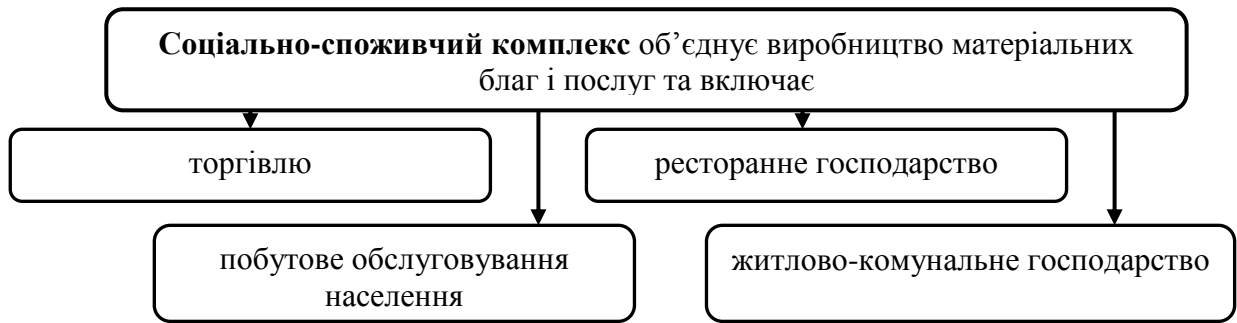 Соціально-споживчий комплекс об’єднує виробництво матеріальних
благ і послуг та включає
торгівлю
ресторанне господарство
побутове обслуговування
населення
житлово-комунальне господарство